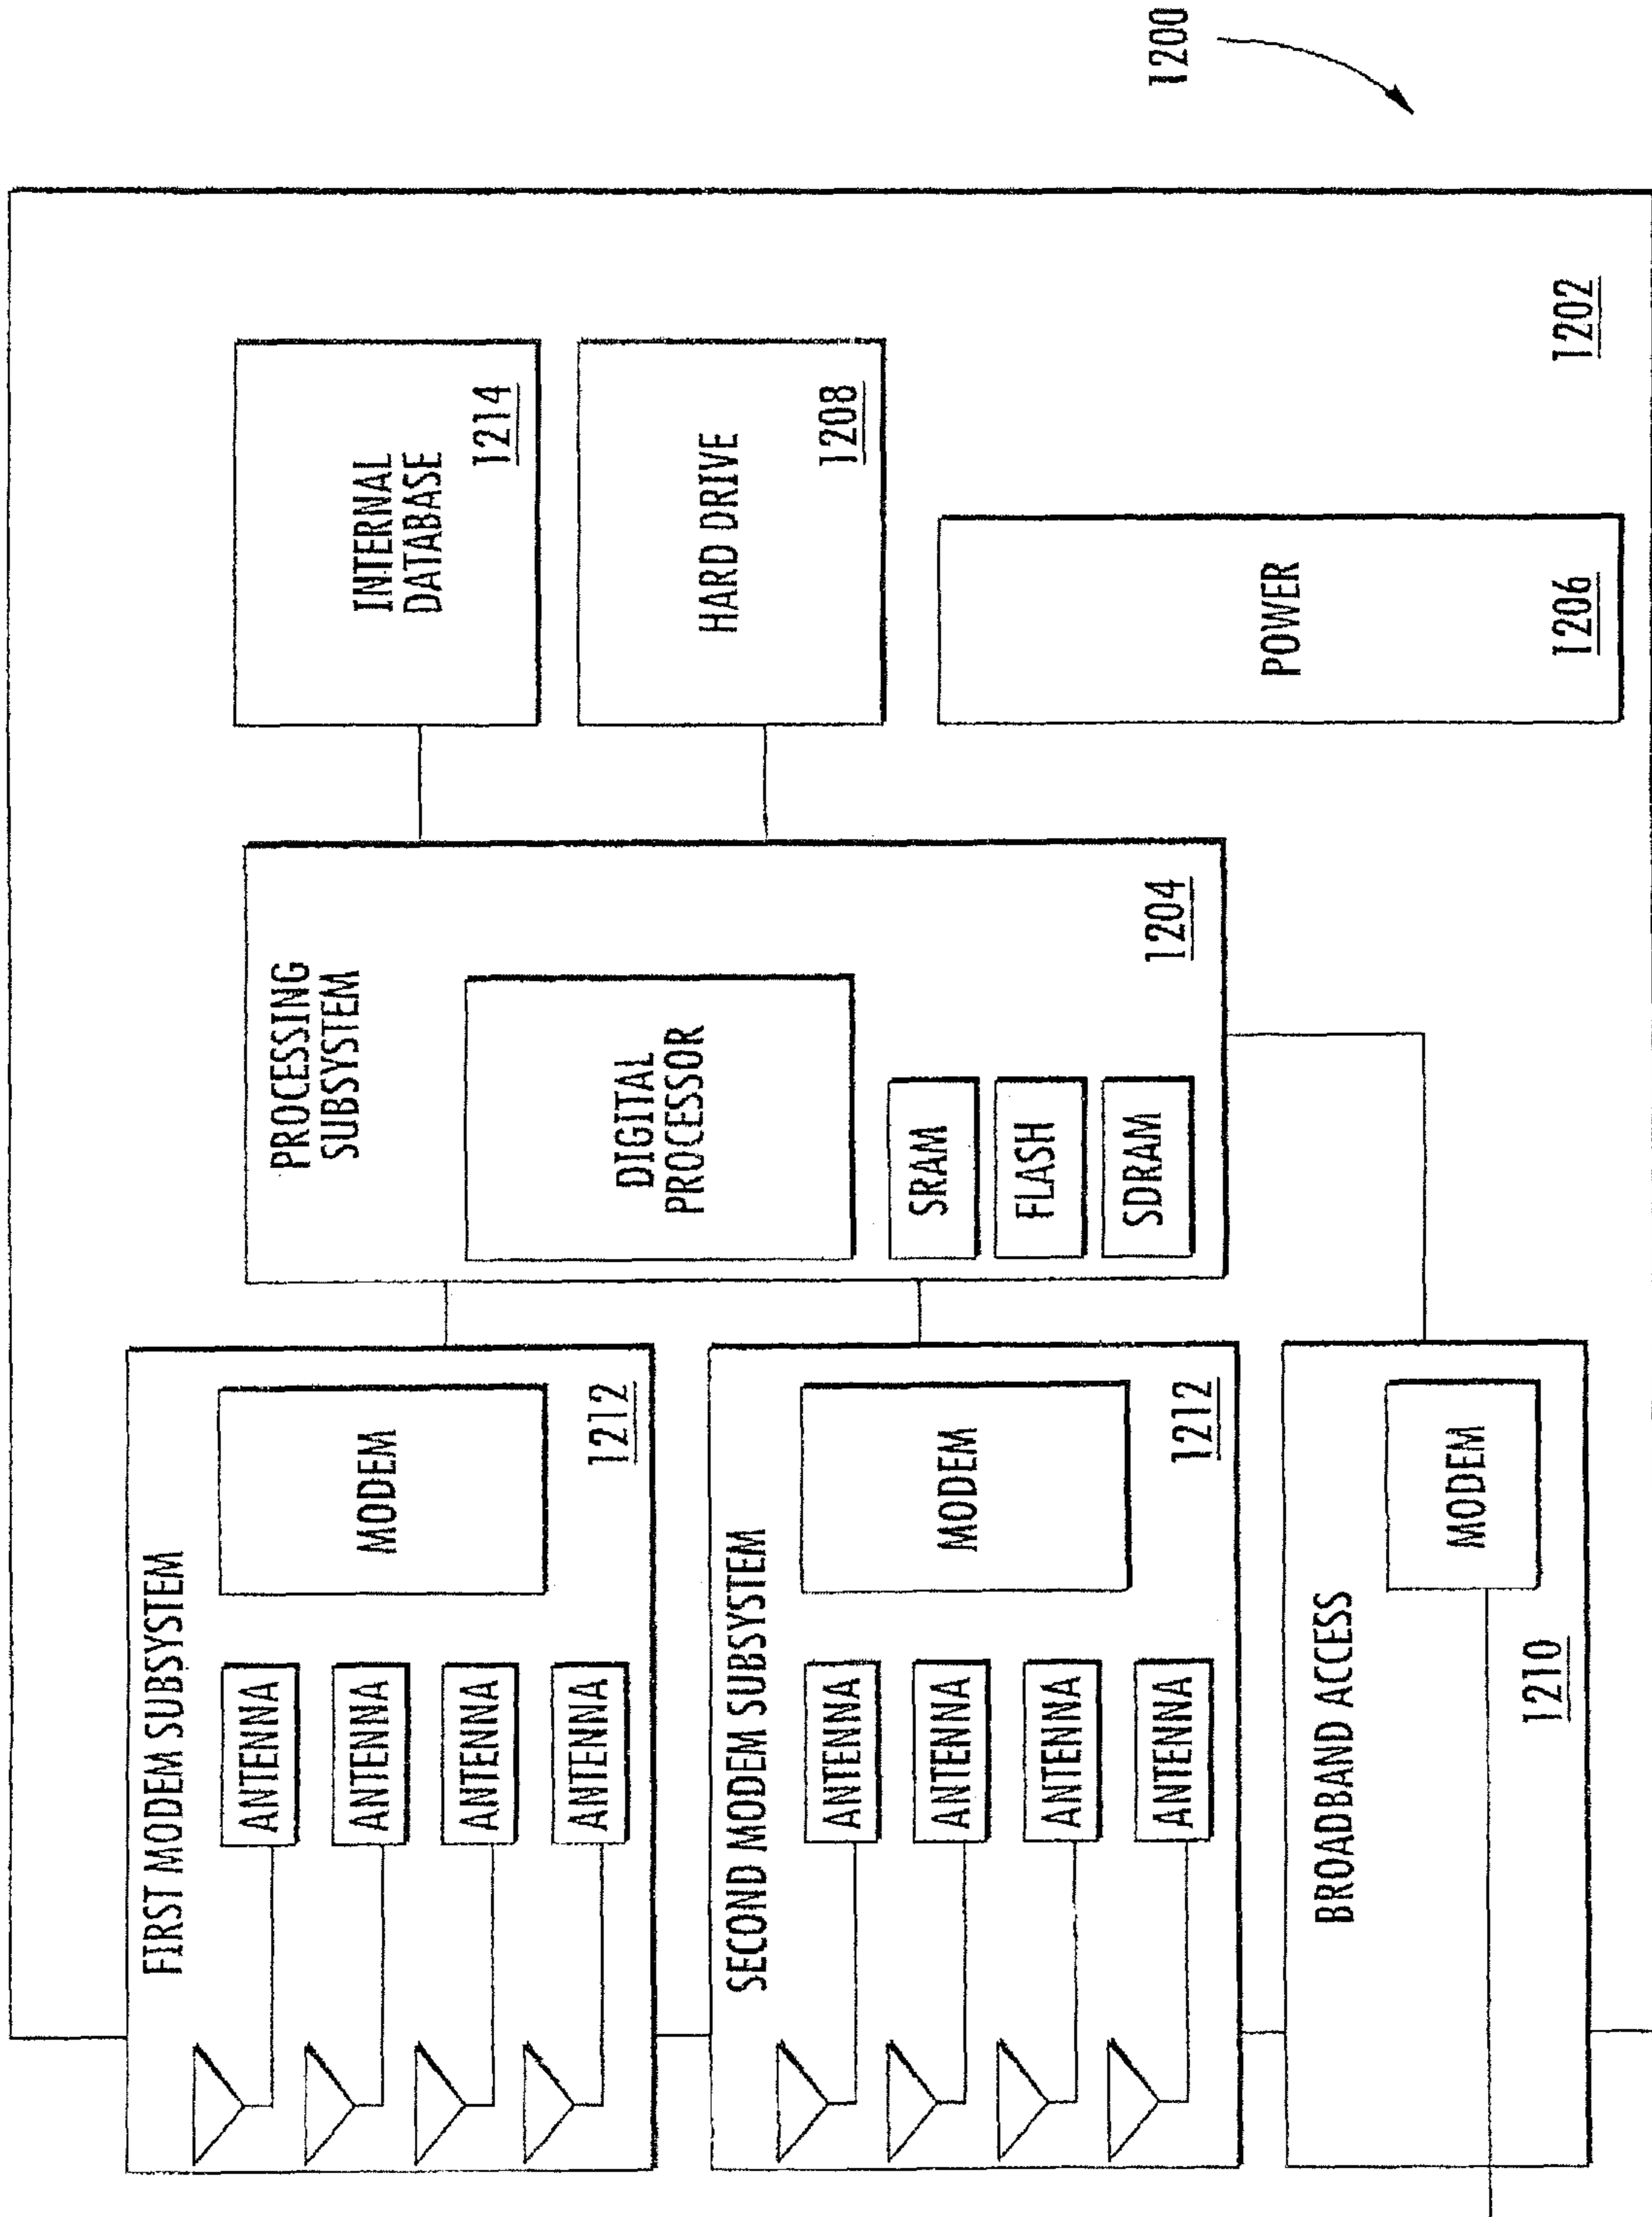 FIRST MODEM SUBSYSTEM
ANTENNA
ANTENNA
ANTENNA
ANTENNA
MODEM
1212
SECOND MODEM SUBSYSTEM
ANTENNA
ANTENNA
ANTENNA
ANTENNA
MODEM
1212
BROADBAND ACCESS
1210
MODEM
PROCESSING
SUBSYSTEM
DIGITAL
PROCESSOR
SRAM
FLASH
SDRAM
1204
INTERNAL
DATABASE
1214
HARD DRIVE
1208
POWER
1206
1202
1200